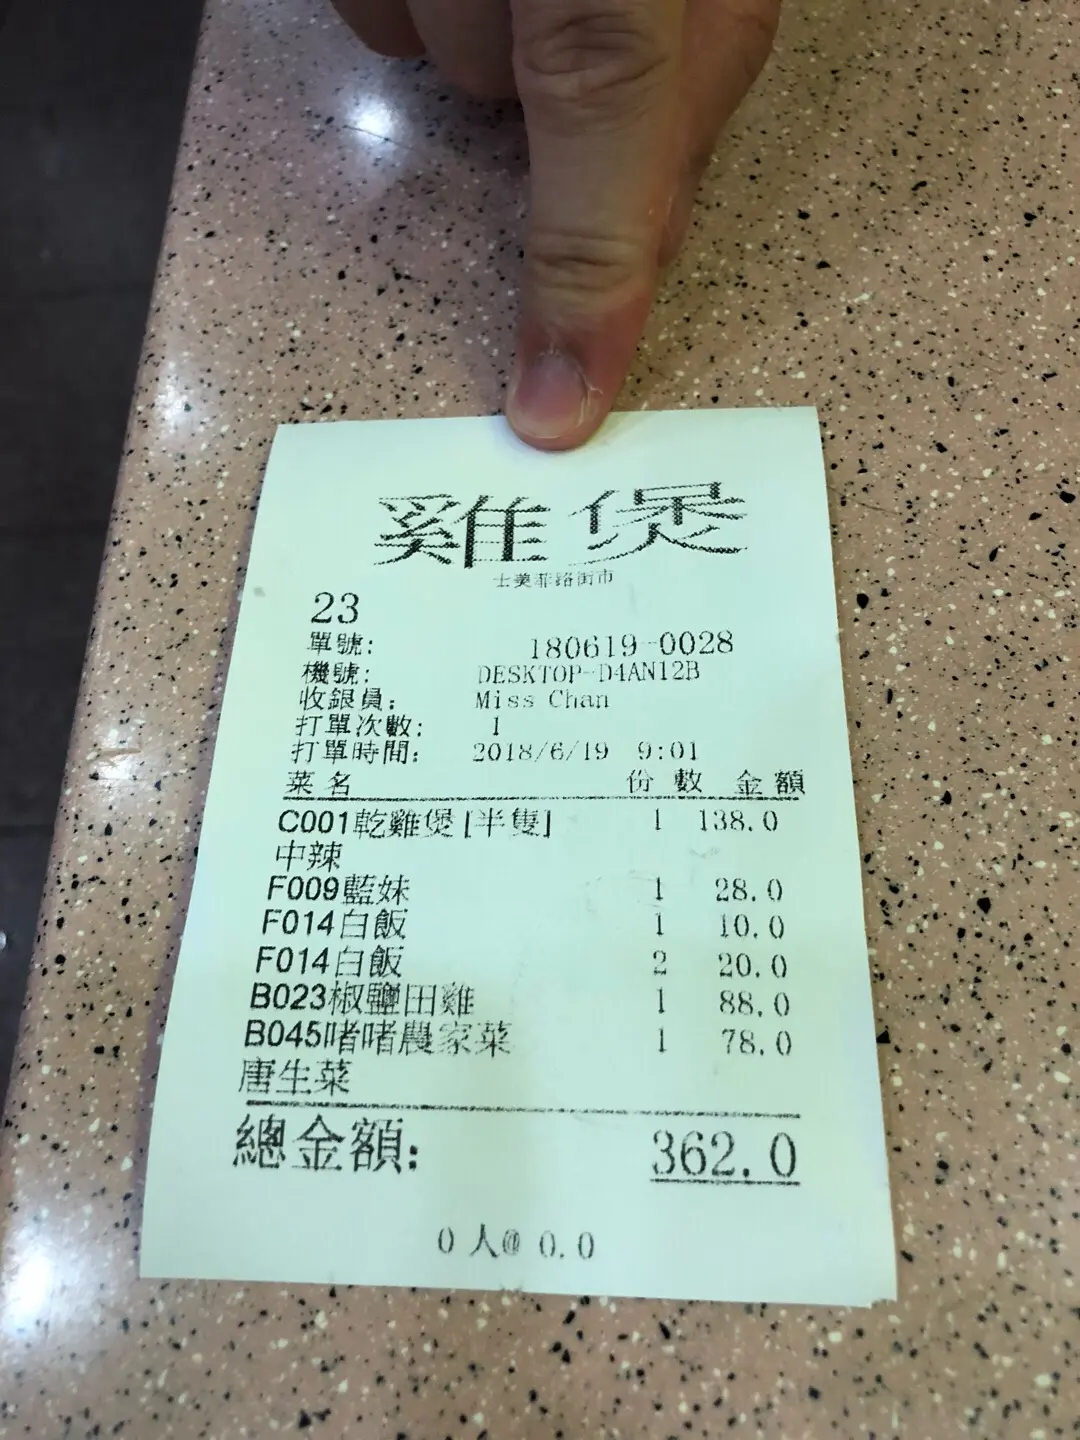 雞煲
士美菲路街市
23
單號: 180619-0028
機號: DESKTOP-D4AN12B
收銀員: Miss Chan
打單次數: 1
打單時間: 2018/6/19 9:01
菜名 份數 金額
C001乾雞煲[半隻] 1 138.0
中辣
F009藍妹 1 28.0
F014白飯 1 10.0
F014白飯 2 20.0
B023椒鹽田雞 1 88.0
B045啫啫農家菜 1 78.0
唐生菜
總金額: 362.0
0 人@ 0.0